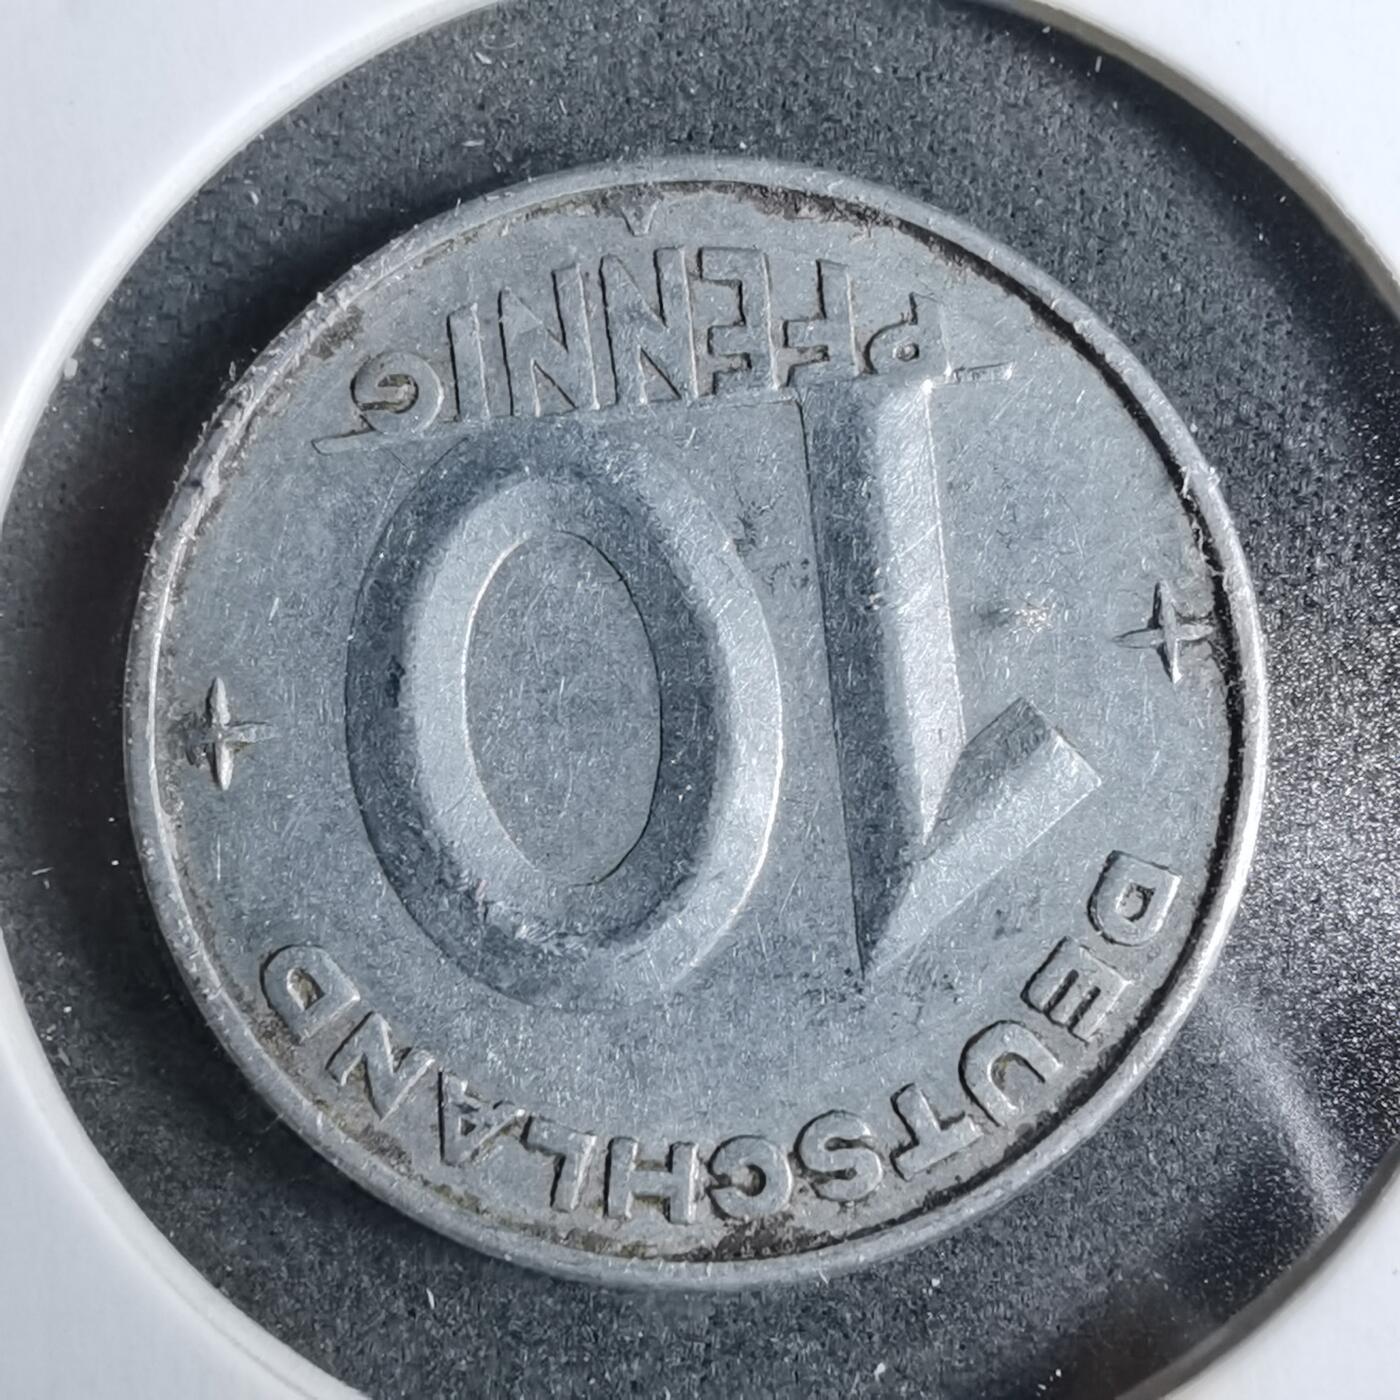 DEUTSCHLAND
10
PFENNIG
A